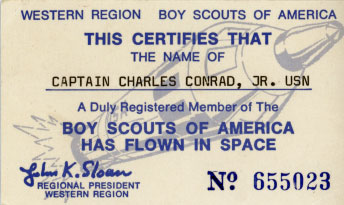 WESTERN REGION BOY SCOUTS OF AMERICA
THIS CERTIFIES THAT
THE NAME OF
CAPTAIN CHARLES CONRAD, JR. USN
A Duly Registered Member of The
BOY SCOUTS OF AMERICA
HAS FLOWN IN SPACE
John K. Sloan
REGIONAL PRESIDENT
WESTERN REGION
No 655023